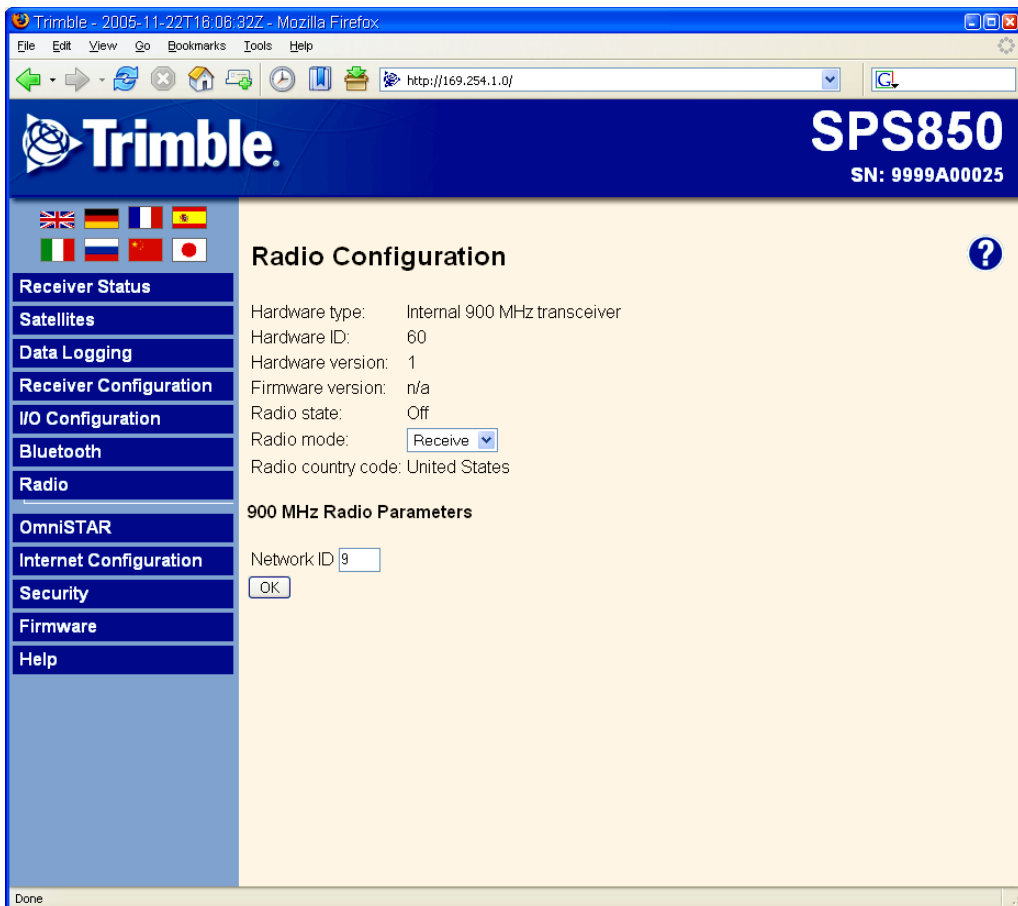 Trimble - 2005-11-22T16:06:32Z - Mozilla Firefox
File Edit View Go Bookmarks Tools Help
http://169.254.1.0/
G
Trimble.
SPS850
SN: 9999A00025
Radio Configuration
?
Receiver Status
Satellites
Data Logging
Receiver Configuration
I/O Configuration
Bluetooth
Radio
OmniSTAR
Internet Configuration
Security
Firmware
Help
Hardware type: Internal 900 MHz transceiver
Hardware ID: 60
Hardware version: 1
Firmware version: n/a
Radio state: Off
Radio mode: Receive
Radio country code: United States
900 MHz Radio Parameters
Network ID 9
OK
Done